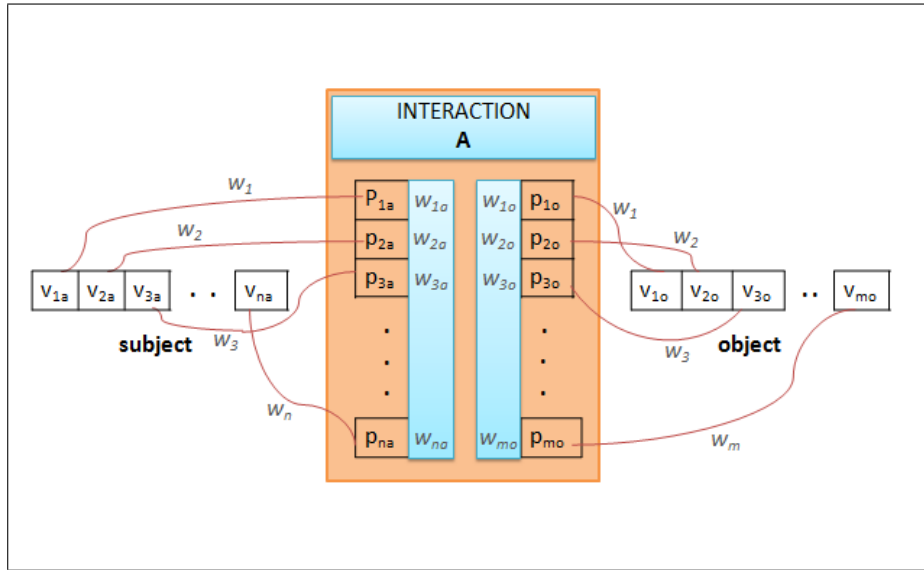 INTERACTION
A
w₁ P₁ₐ w₁ₐ w₁ₒ p₁ₒ w₁
w₂ p₂ₐ w₂ₐ w₂ₒ p₂ₒ w₂
v₁ₐ v₂ₐ v₃ₐ . . vₙₐ p₃ₐ w₃ₐ w₃ₒ p₃ₒ v₁ₒ v₂ₒ v₃ₒ .. vₘₒ
subject w₃ w₃ object
wₙ pₙₐ wₙₐ wₘₒ pₘₒ wₘ